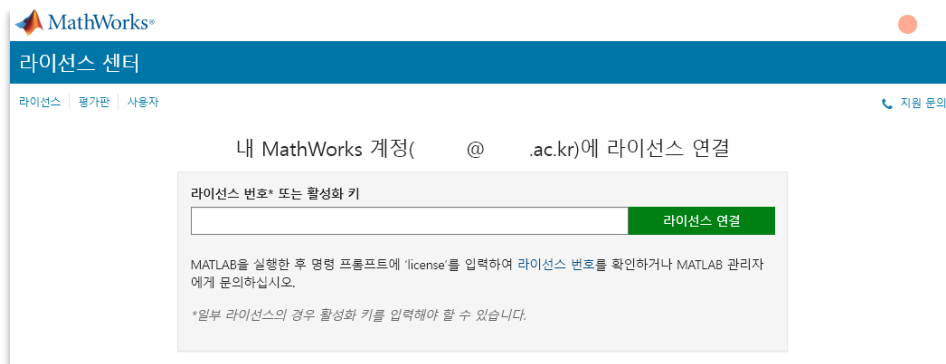 MathWorks®
라이선스 센터
라이선스 평가판 사용자 지원 문의
내 MathWorks 계정( @ .ac.kr)에 라이선스 연결
라이선스 번호* 또는 활성화 키
라이선스 연결
MATLAB을 실행한 후 명령 프롬프트에 'license'를 입력하여 라이선스 번호를 확인하거나 MATLAB 관리자
에게 문의하십시오.
*일부 라이선스의 경우 활성화 키를 입력해야 할 수 있습니다.